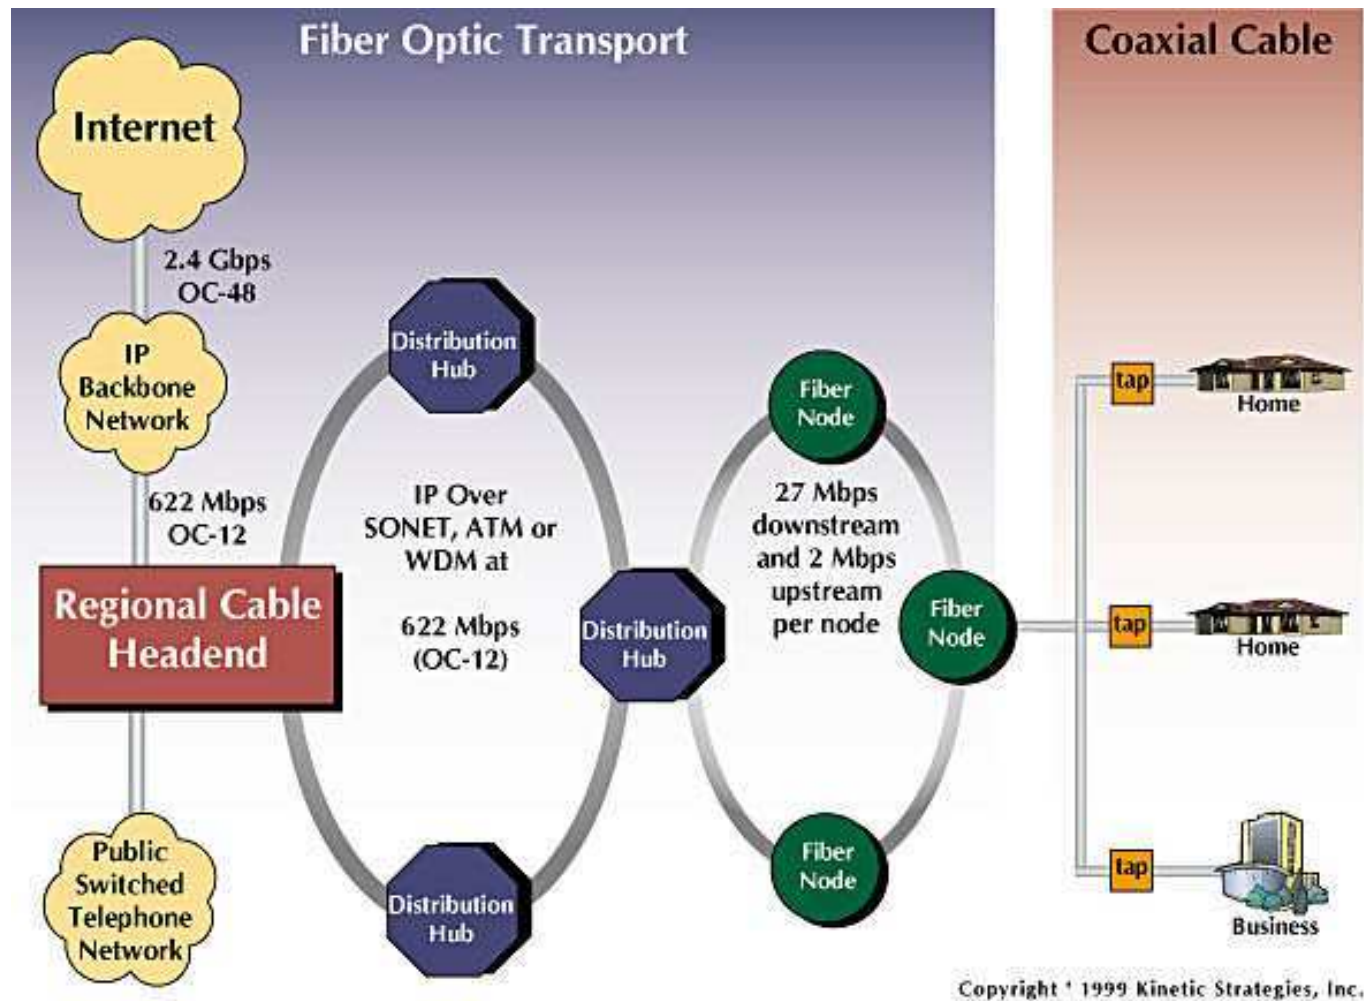 Fiber Optic Transport
Coaxial Cable
Internet
2.4 Gbps
OC-48
IP
Backbone
Network
622 Mbps
OC-12
Regional Cable
Headend
Public
Switched
Telephone
Network
Distribution
Hub
IP Over
SONET, ATM or
WDM at
622 Mbps
(OC-12)
Distribution
Hub
Distribution
Hub
Fiber
Node
27 Mbps
downstream
and 2 Mbps
upstream
per node
Fiber
Node
Fiber
Node
tap
Home
tap
Home
tap
Business
Copyright ' 1999 Kinetic Strategies, Inc.